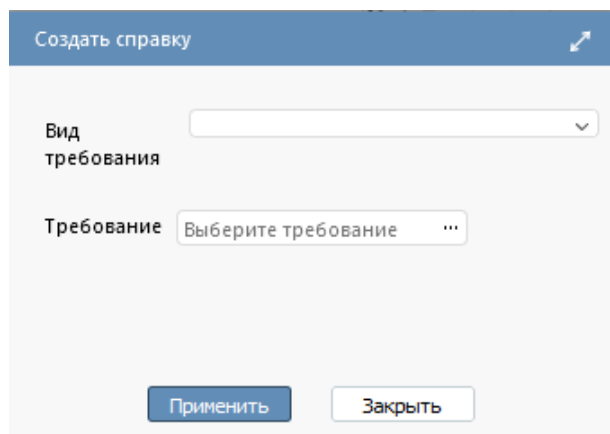 Создать справку
Вид
требования
Требование
Выберите требование ...
Применить
Закрыть